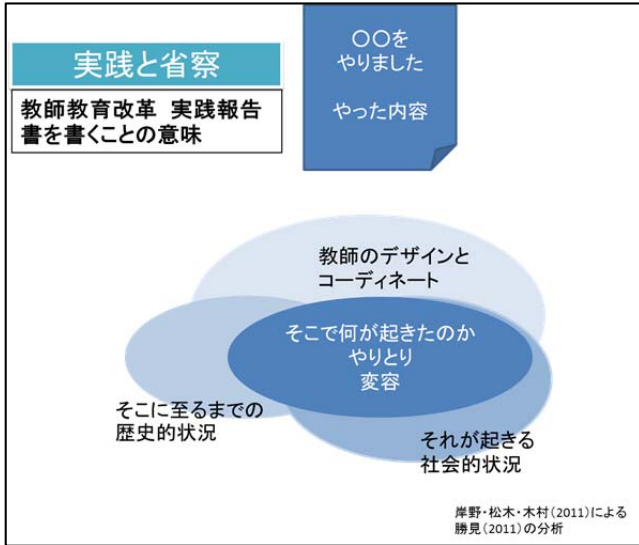 実践と省察
教師教育改革 実践報告
書を書くことの意味
〇〇を
やりました
やった内容
教師のデザインと
コーディネート
そこで何が起きたのか
やりとり
変容
そこに至るまでの
歴史的状況
それが起きる
社会的状況
岸野・松木・木村(2011)による
勝見(2011)の分析